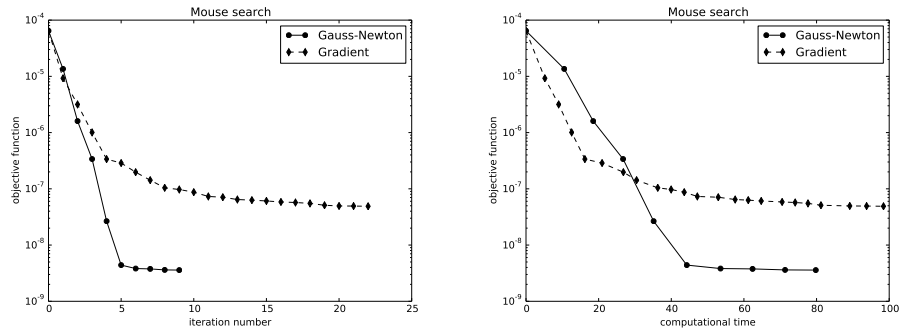 Mouse search
10^-4
10^-5
10^-6
10^-7
10^-8
10^-9
objective function
0
5
10
15
20
25
iteration number
Gauss-Newton
Gradient
Mouse search
10^-4
10^-5
10^-6
10^-7
10^-8
10^-9
objective function
0
20
40
60
80
100
computational time
Gauss-Newton
Gradient